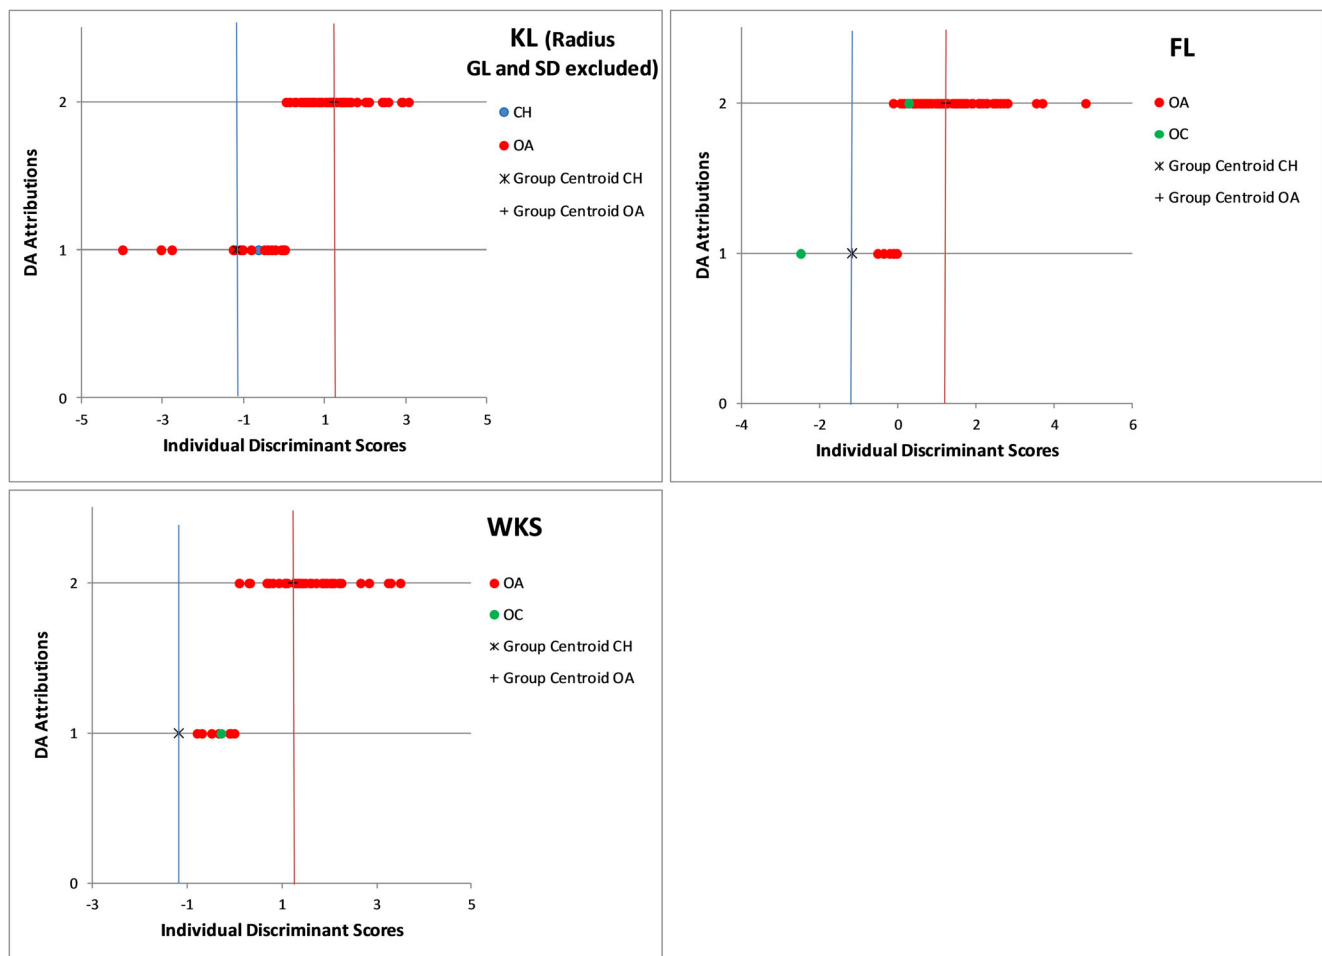 KL (Radius
GL and SD excluded)
CH
OA
Group Centroid CH
Group Centroid OA
DA Attributions
2
1
0
-5 -3 -1 1 3 5
Individual Discriminant Scores
FL
OA
OC
Group Centroid CH
Group Centroid OA
DA Attributions
2
1
0
-4 -2 0 2 4 6
Individual Discriminant Scores
WKS
OA
OC
Group Centroid CH
Group Centroid OA
DA Attributions
2
1
0
-3 -1 1 3 5
Individual Discriminant Scores